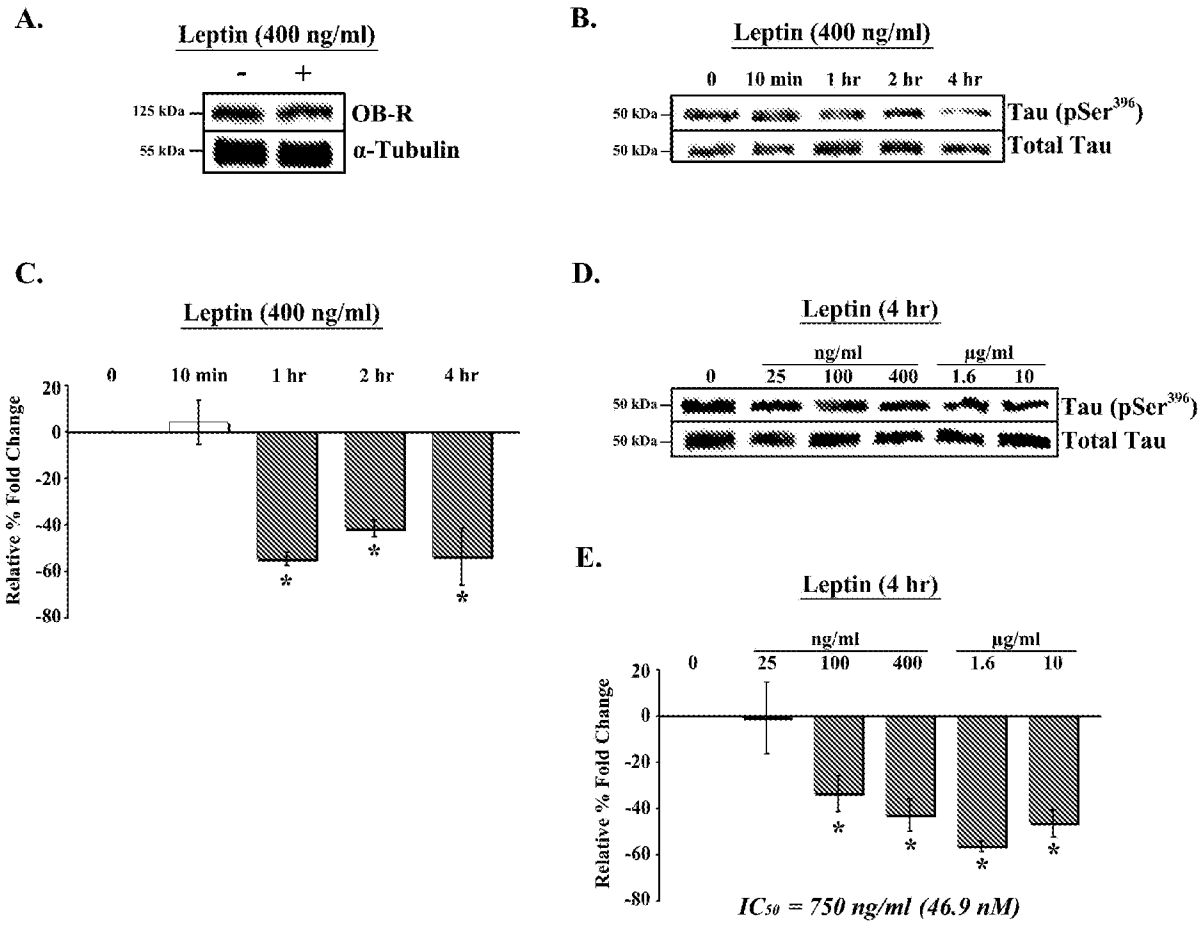 A.
Leptin (400 ng/ml)
- +
125 kDa
OB-R
55 kDa
α-Tubulin
B.
Leptin (400 ng/ml)
0 10 min 1 hr 2 hr 4 hr
50 kDa
Tau (pSer396)
50 kDa
Total Tau
C.
Leptin (400 ng/ml)
0 10 min 1 hr 2 hr 4 hr
Relative % Fold Change
20
0
-20
-40
-60
-80
*
*
*
D.
Leptin (4 hr)
ng/ml µg/ml
0 25 100 400 1.6 10
50 kDa
Tau (pSer396)
50 kDa
Total Tau
E.
Leptin (4 hr)
ng/ml µg/ml
0 25 100 400 1.6 10
Relative % Fold Change
20
0
-20
-40
-60
-80
* * * *
IC50 = 750 ng/ml (46.9 nM)